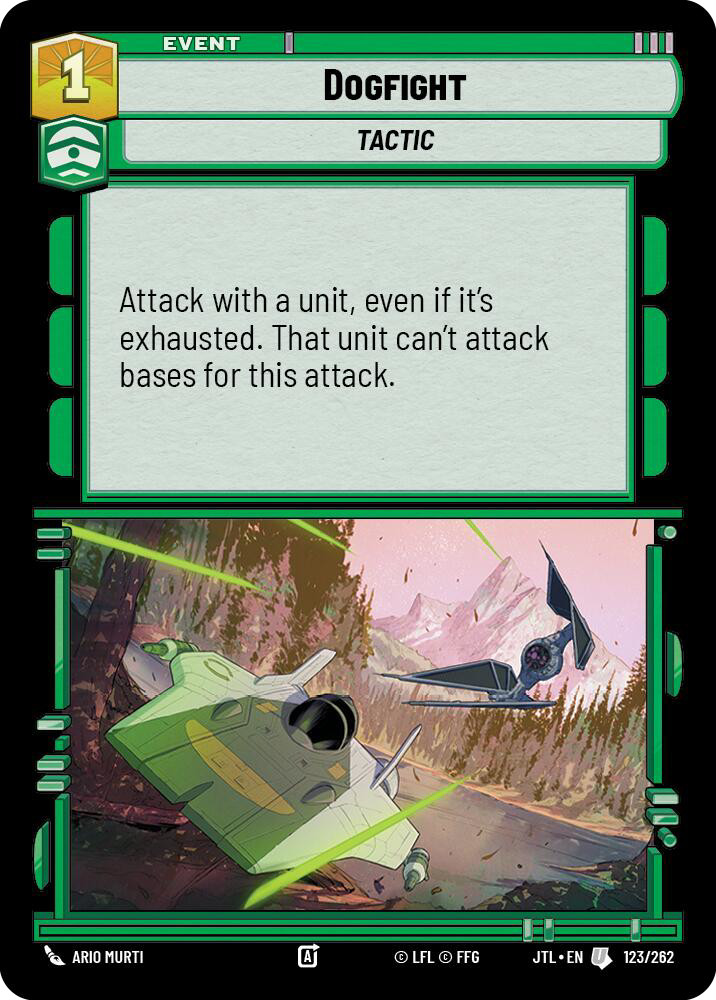 EVENT
1
Dogfight
TACTIC
Attack with a unit, even if it's
exhausted. That unit can't attack
bases for this attack.
ARIO MURTI
A
© LFL © FFG
JTL • EN
U
123/262